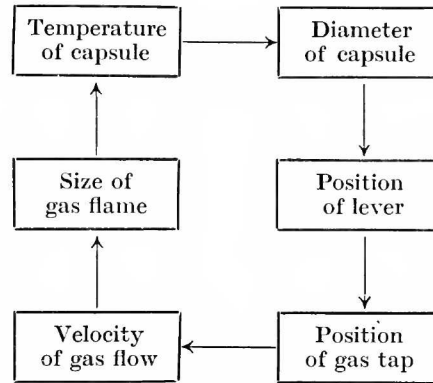 Temperature
of capsule
Diameter
of capsule
Size of
gas flame
Position
of lever
Velocity
of gas flow
Position
of gas tap